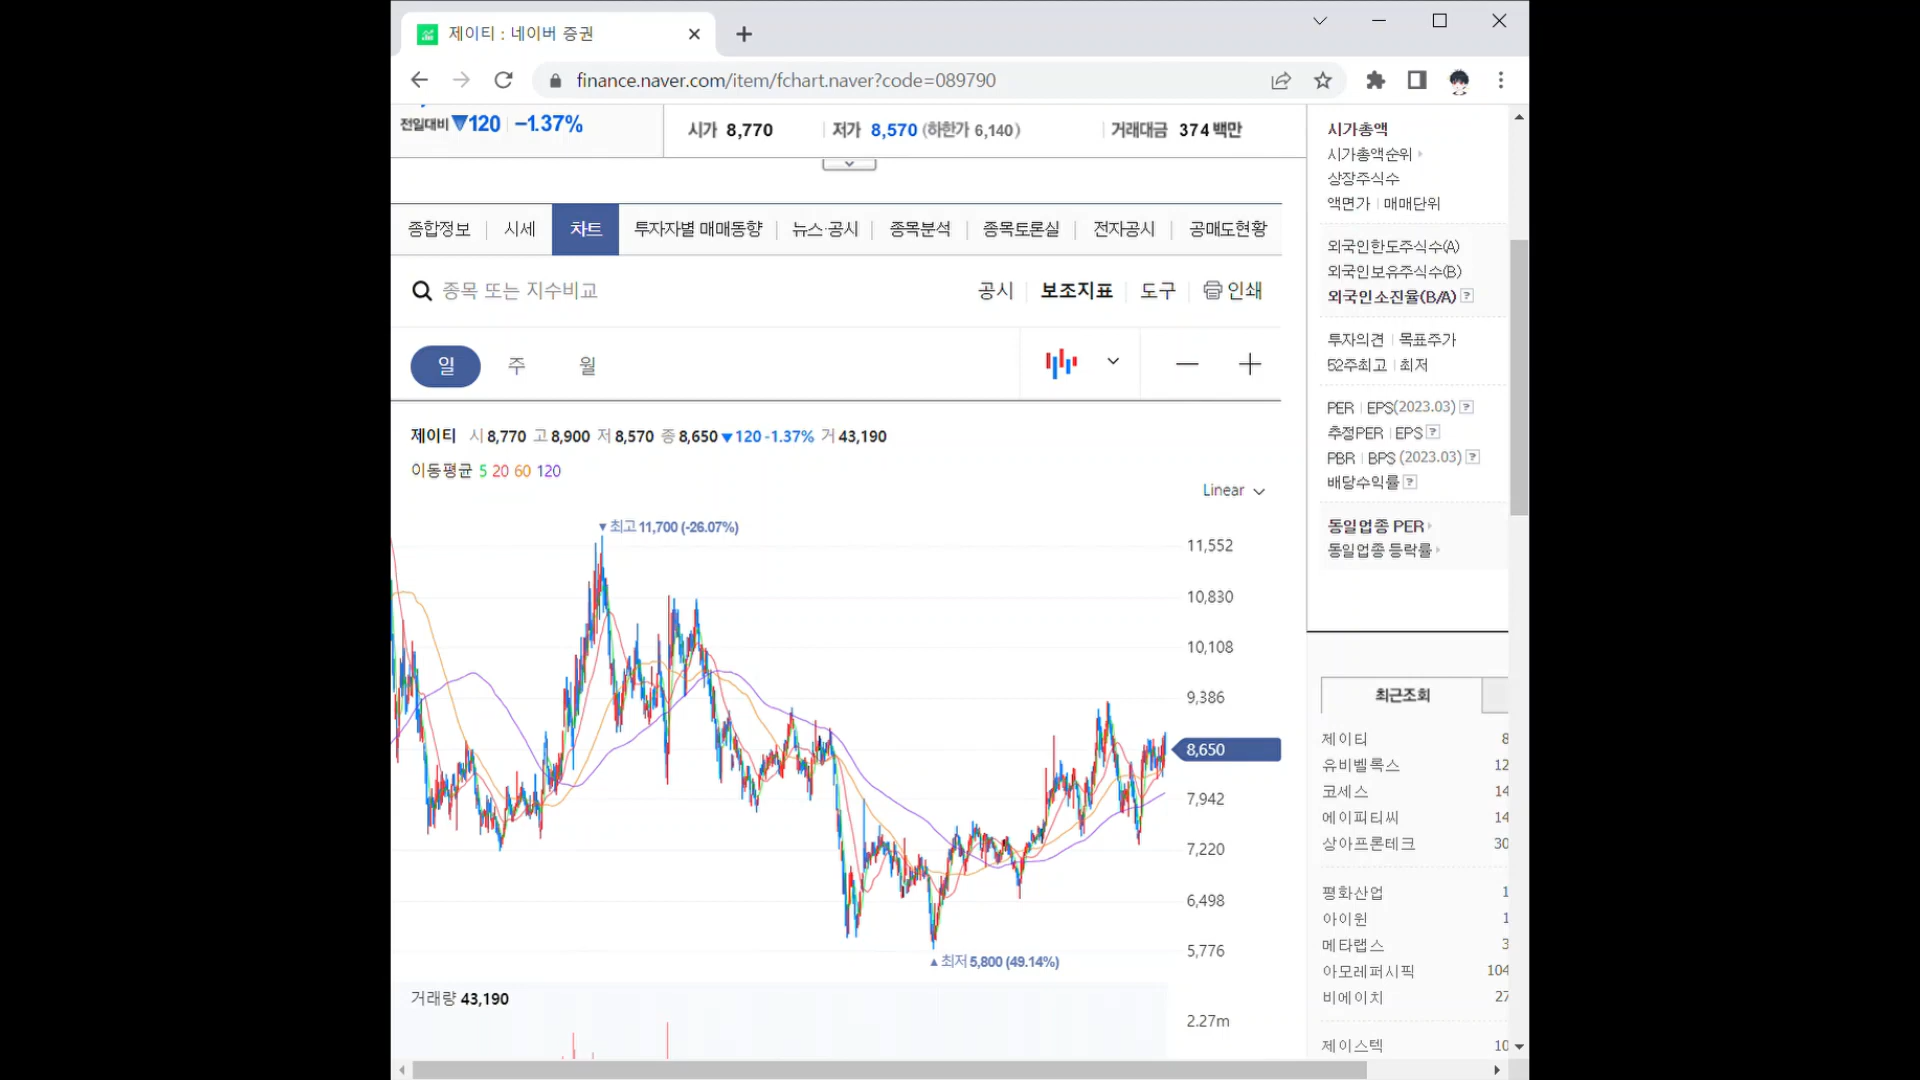 제이티 : 네이버 증권
finance.naver.com/item/fchart.naver?code=089790
전일대비 ▼120 -1.37%
시가 8,770 저가 8,570 (하한가 6,140) 거래대금 374 백만
종합정보 시세 차트 투자자별 매매동향 뉴스·공시 종목분석 종목토론실 전자공시 공매도현황
종목 또는 지수비교
공시 보조지표 도구 인쇄
일 주 월
제이티 시 8,770 고 8,900 저 8,570 종 8,650 ▼120 -1.37% 거 43,190
이동평균 5 20 60 120
Linear
▼최고 11,700 (-26.07%)
11,552
10,830
10,108
9,386
8,650
7,942
7,220
6,498
5,776
▲최저 5,800 (49.14%)
거래량 43,190
2.27m
시가총액
시가총액순위
상장주식수
액면가 매매단위
외국인한도주식수(A)
외국인보유주식수(B)
외국인소진율(B/A) ?
투자의견 목표주가
52주최고 최저
PER EPS(2023.03) ?
추정PER EPS ?
PBR BPS (2023.03) ?
배당수익률 ?
동일업종 PER
동일업종 등락률
최근조회
제이티 8
유비벨록스 12
코세스 14
에이피티씨 14
상아프론테크 30
평화산업 1
아이윈 1
메타랩스 3
아모레퍼시픽 104
비에이치 27
제이스텍 10